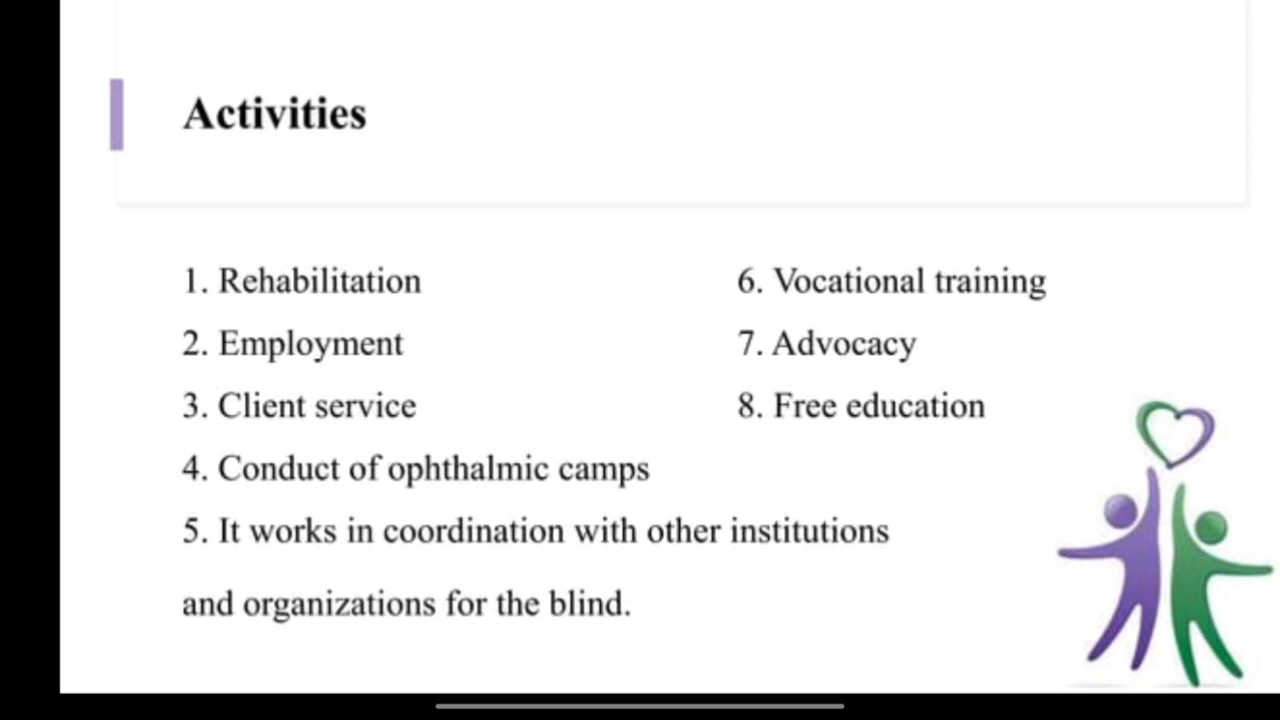 Activities
1. Rehabilitation
2. Employment
3. Client service
4. Conduct of ophthalmic camps
5. It works in coordination with other institutions
and organizations for the blind.
6. Vocational training
7. Advocacy
8. Free education